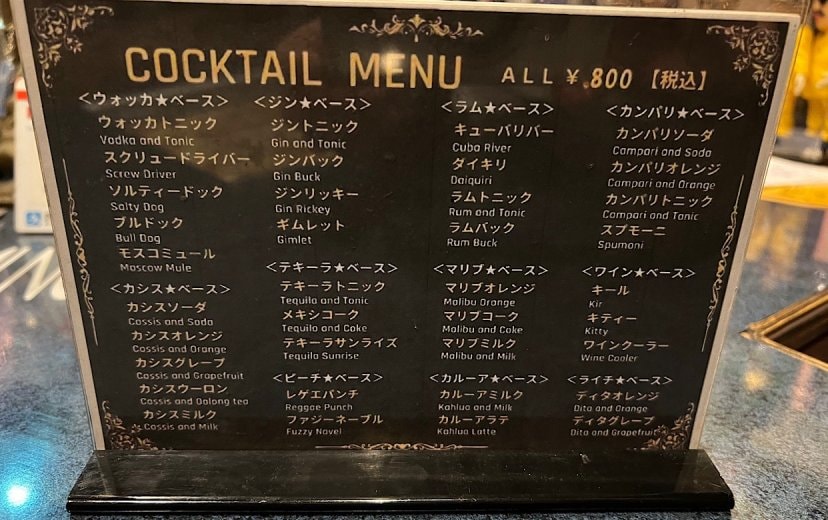 COCKTAIL MENU ALL ¥800 【税込】
<ウォッカ★ベース>
ウォッカトニック
Vodka and Tonic
スクリュードライバー
Screw Driver
ソルティードック
Salty Dog
ブルドック
Bull Dog
モスコミュール
Moscow Mule
<カシス★ベース>
カシスソーダ
Cassis and Soda
カシスオレンジ
Cassis and Orange
カシスグレープ
Cassis and Grapefruit
カシスウーロン
Cassis and Oolong tea
カシスミルク
Cassis and Milk
<ジン★ベース>
ジントニック
Gin and Tonic
ジンバック
Gin Buck
ジンリッキー
Gin Rickey
ギムレット
Gimlet
<テキーラ★ベース>
テキーラトニック
Tequila and Tonic
メキシコーク
Tequila and Coke
テキーラサンライズ
Tequila Sunrise
<ピーチ★ベース>
レゲエパンチ
Reggae Punch
ファジーネーブル
Fuzzy Navel
<ラム★ベース>
キューバリバー
Cuba River
ダイキリ
Daiquiri
ラムトニック
Rum and Tonic
ラムバック
Rum Buck
<マリブ★ベース>
マリブオレンジ
Malibu Orange
マリブコーク
Malibu and Coke
マリブミルク
Malibu and Milk
<カルーア★ベース>
カルーアミルク
Kahlua and Milk
カルーアラテ
Kahlua Latte
<カンパリ★ベース>
カンパリソーダ
Campari and Soda
カンパリオレンジ
Campari and Orange
カンパリトニック
Campari and Tonic
スプモーニ
Spumoni
<ワイン★ベース>
キール
Kir
キティー
Kitty
ワインクーラー
Wine Cooler
<ライチ★ベース>
ディタオレンジ
Dita and Orange
ディタグレープ
Dita and Grapefruit